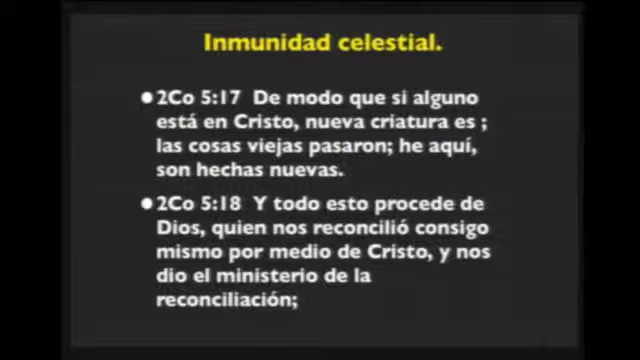 Inmunidad celestial.
• 2Co 5:17 De modo que si alguno
está en Cristo, nueva criatura es ;
las cosas viejas pasaron; he aquí,
son hechas nuevas.
• 2Co 5:18 Y todo esto procede de
Dios, quien nos reconcilió consigo
mismo por medio de Cristo, y nos
dio el ministerio de la
reconciliación;